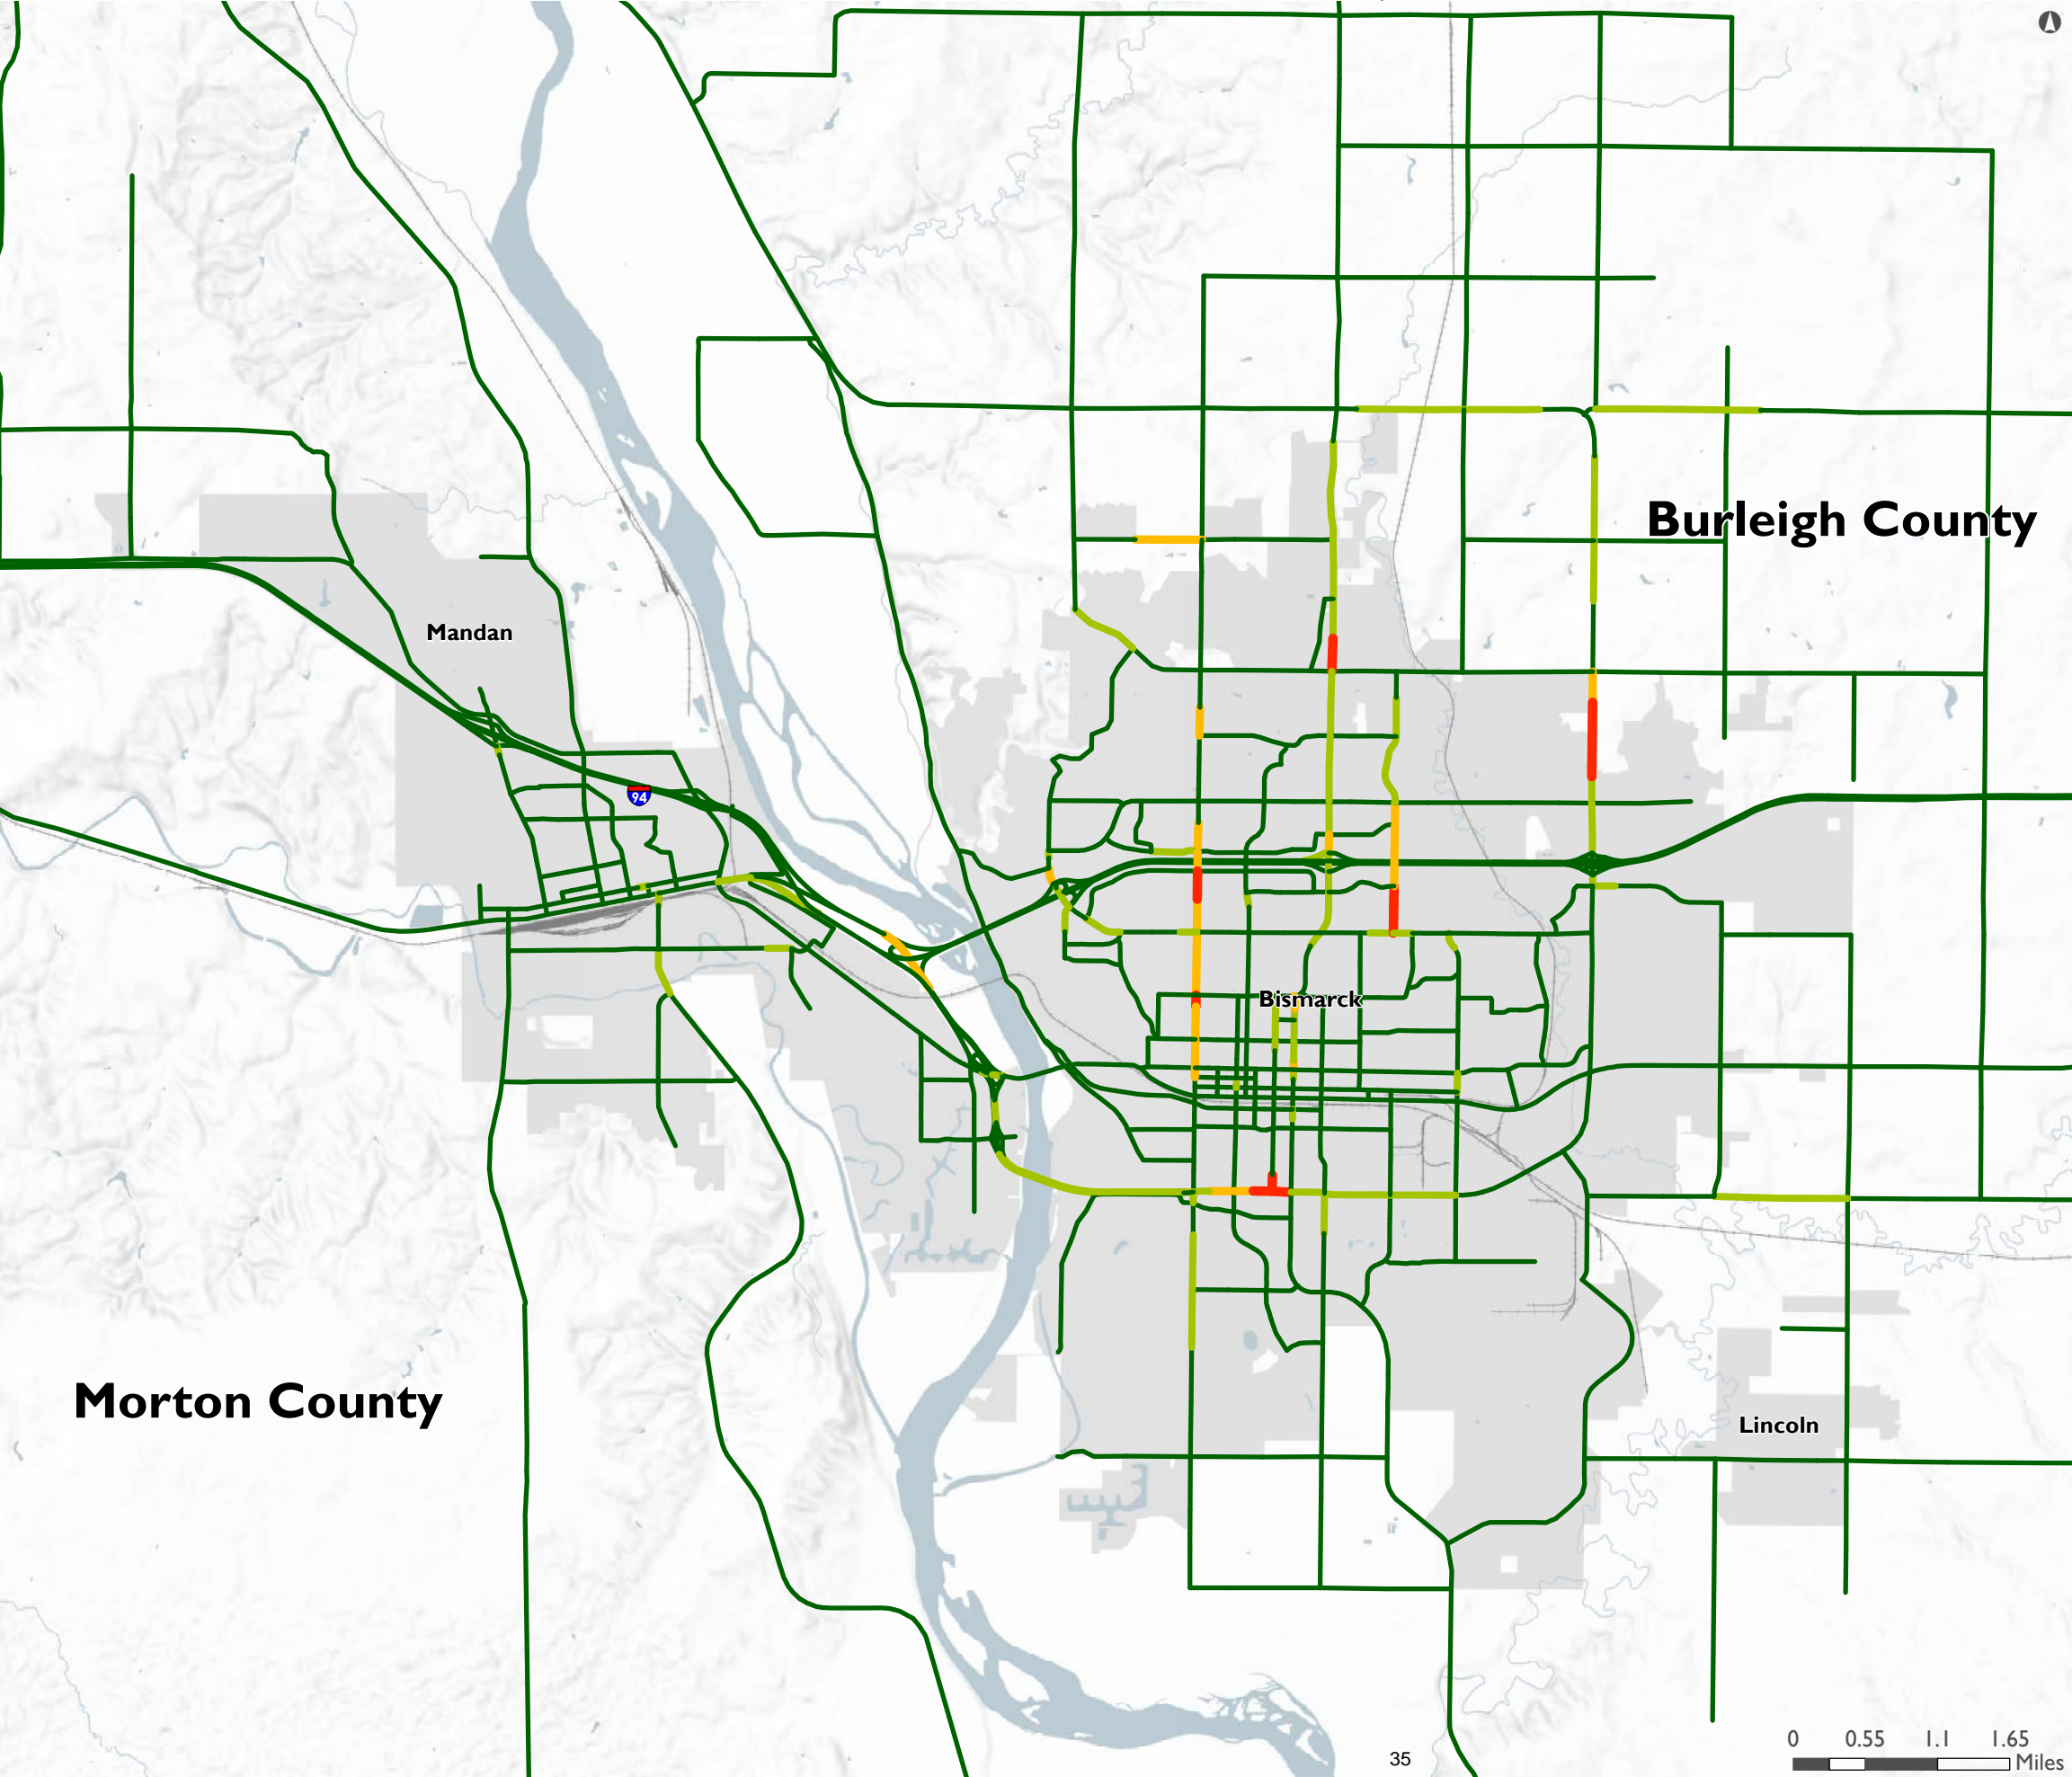 Burleigh County
Mandan
94
Bismarck
Morton County
Lincoln
0 0.55 1.1 1.65
Miles
35